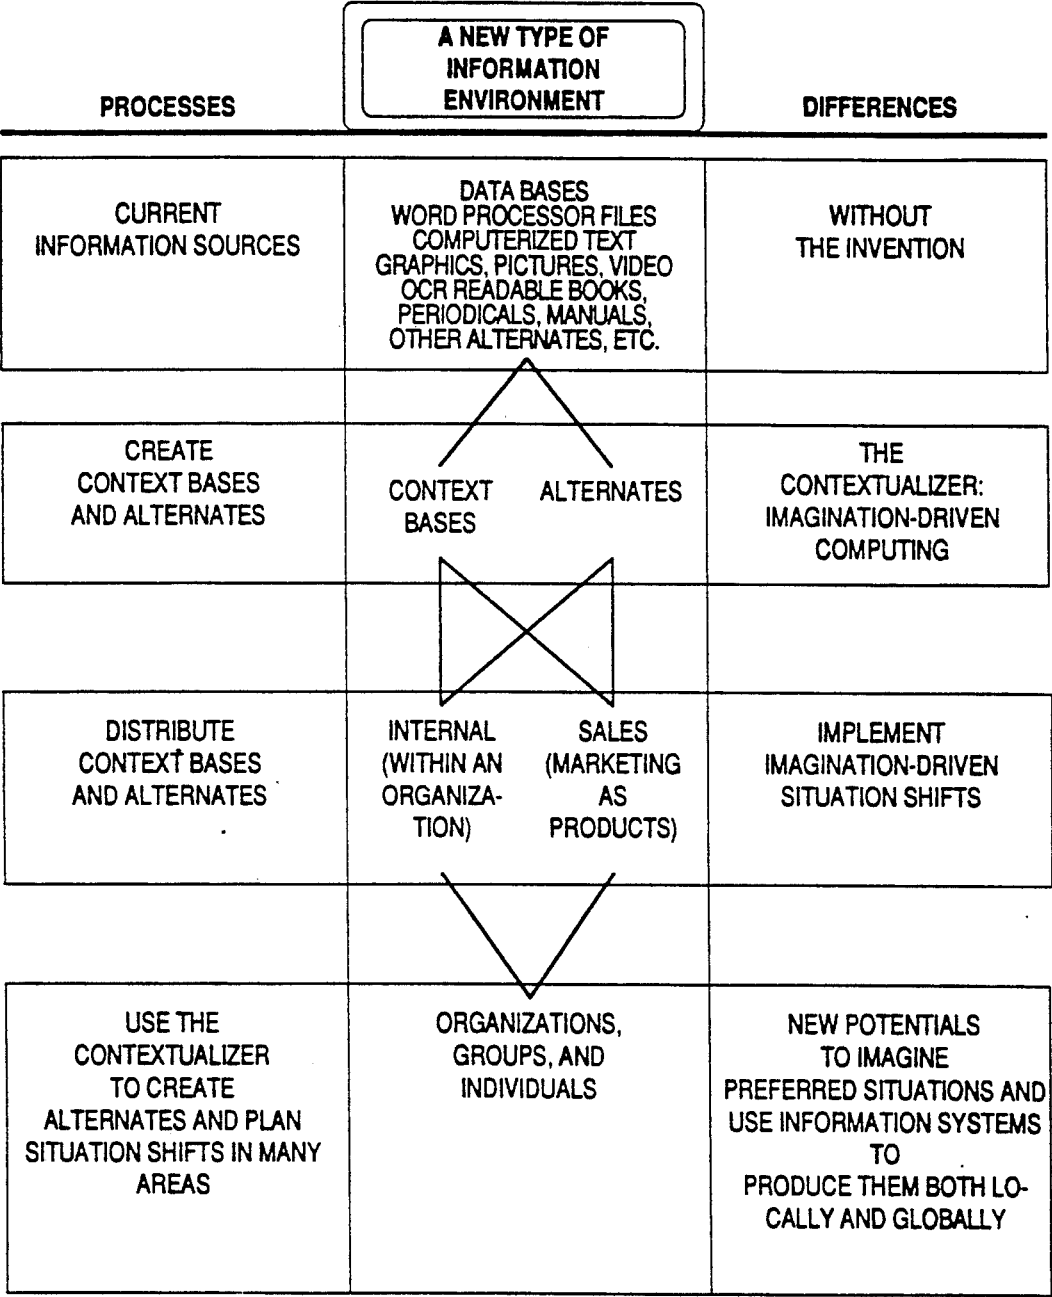 A NEW TYPE OF
INFORMATION
ENVIRONMENT
PROCESSES
DIFFERENCES
CURRENT
INFORMATION SOURCES
DATA BASES
WORD PROCESSOR FILES
COMPUTERIZED TEXT
GRAPHICS, PICTURES, VIDEO
OCR READABLE BOOKS,
PERIODICALS, MANUALS,
OTHER ALTERNATES, ETC.
WITHOUT
THE INVENTION
CREATE
CONTEXT BASES
AND ALTERNATES
CONTEXT
BASES
ALTERNATES
THE
CONTEXTUALIZER:
IMAGINATION-DRIVEN
COMPUTING
DISTRIBUTE
CONTEXT BASES
AND ALTERNATES
INTERNAL
(WITHIN AN
ORGANIZA-
TION)
SALES
(MARKETING
AS
PRODUCTS)
IMPLEMENT
IMAGINATION-DRIVEN
SITUATION SHIFTS
USE THE
CONTEXTUALIZER
TO CREATE
ALTERNATES AND PLAN
SITUATION SHIFTS IN MANY
AREAS
ORGANIZATIONS,
GROUPS, AND
INDIVIDUALS
NEW POTENTIALS
TO IMAGINE
PREFERRED SITUATIONS AND
USE INFORMATION SYSTEMS
TO
PRODUCE THEM BOTH LO-
CALLY AND GLOBALLY